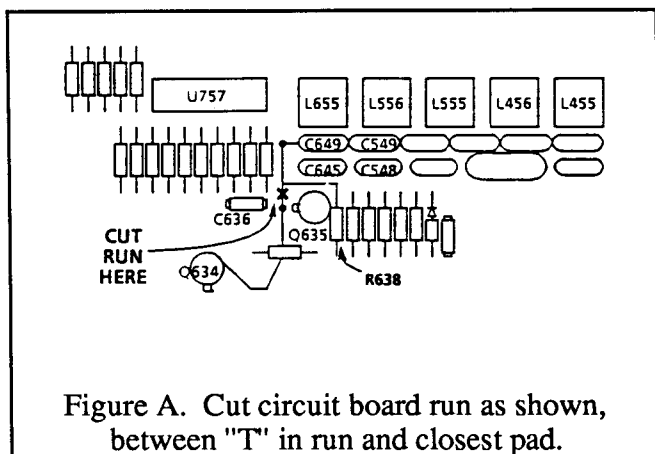 U757
L655 L556 L555 L456 L455
C649 C549
C645 C548
C636
Q635
CUT
RUN
HERE
Q634
R638
Figure A. Cut circuit board run as shown,
between "T" in run and closest pad.